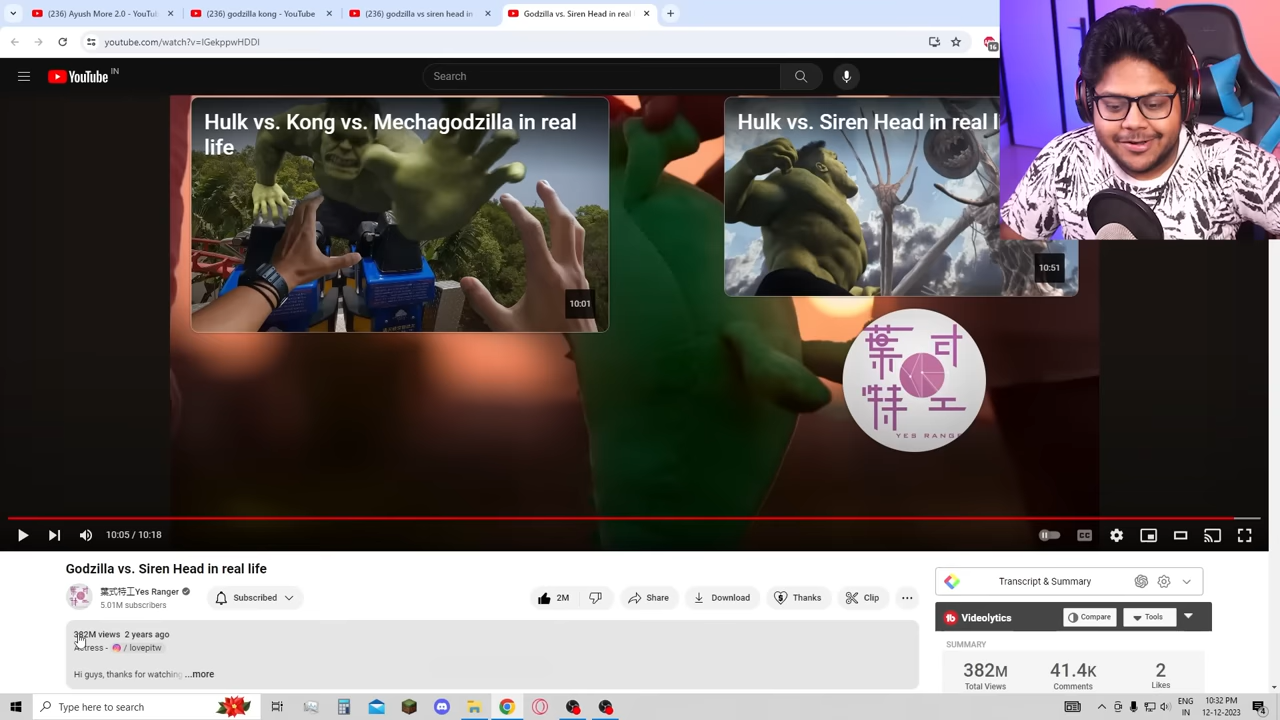 (236) Ayush More 2.0 - YouTu
(236) godzilla kong - YouTube
(236) godzilla vs siren head in
Godzilla vs. Siren Head in real
youtube.com/watch?v=IGekppwHDDI
16
YouTube IN
Search
Hulk vs. Kong vs. Mechagodzilla in real
life
10:01
Hulk vs. Siren Head in real l
10:51
葉式特工
YES RANGE
10:05 / 10:18
CC
Godzilla vs. Siren Head in real life
葉式特工Yes Ranger
5.01M subscribers
Subscribed
2M
Share
Download
Thanks
Clip
382M views 2 years ago
Actress - / lovepitw
Hi guys, thanks for watching ...more
Transcript & Summary
Videolytics
Compare
Tools
SUMMARY
382M
Total Views
41.4K
Comments
2
Likes
Type here to search
ENG
IN
10:32 PM
12-12-2023
4